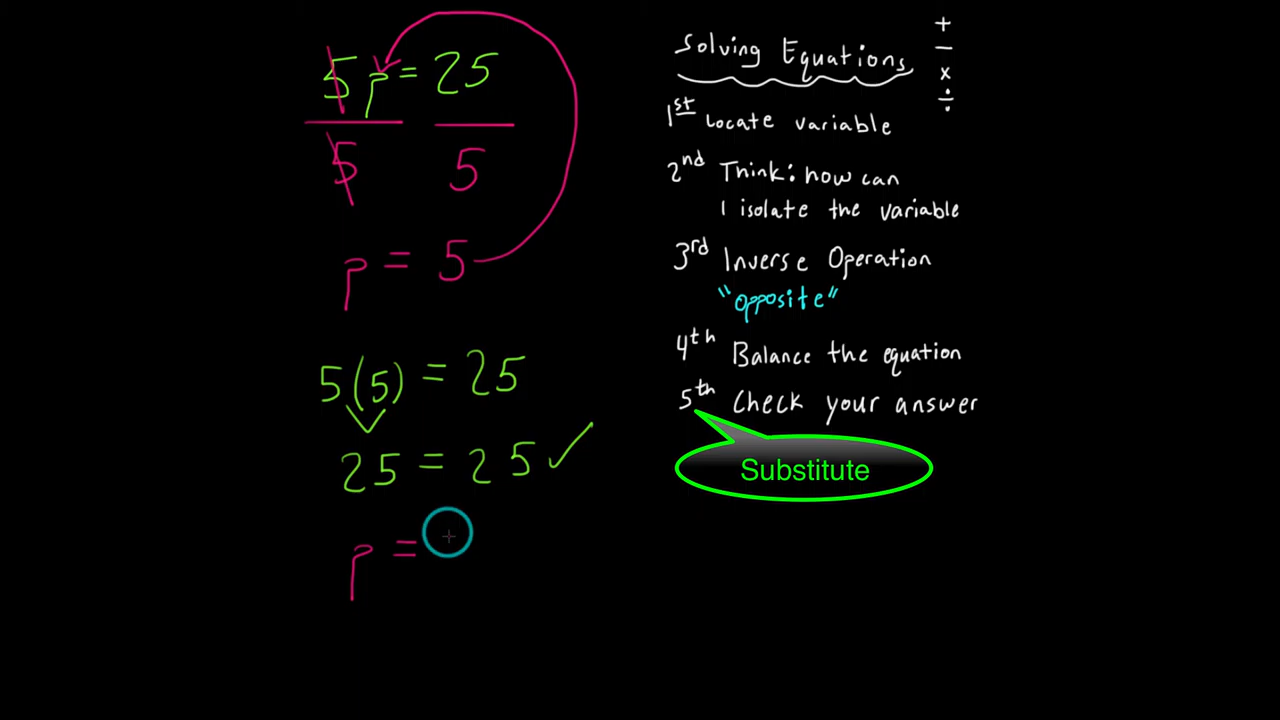 5p = 25
5 5
p = 5
5(5) = 25
25 = 25 ✓
p =
Solving Equations
+
−
x
÷
1st Locate variable
2nd Think: how can
I isolate the variable
3rd Inverse Operation
"opposite"
4th Balance the equation
5th Check your answer
Substitute